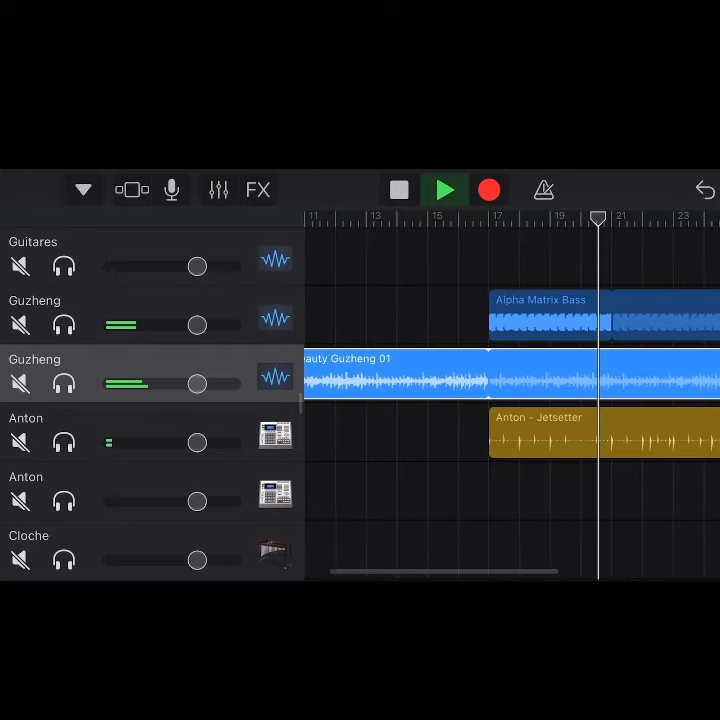 FX
11 13 15 17 19 21 23
Guitares
Guzheng
Alpha Matrix Bass
Guzheng
eauty Guzheng 01
Anton
Anton - Jetsetter
Anton
Cloche